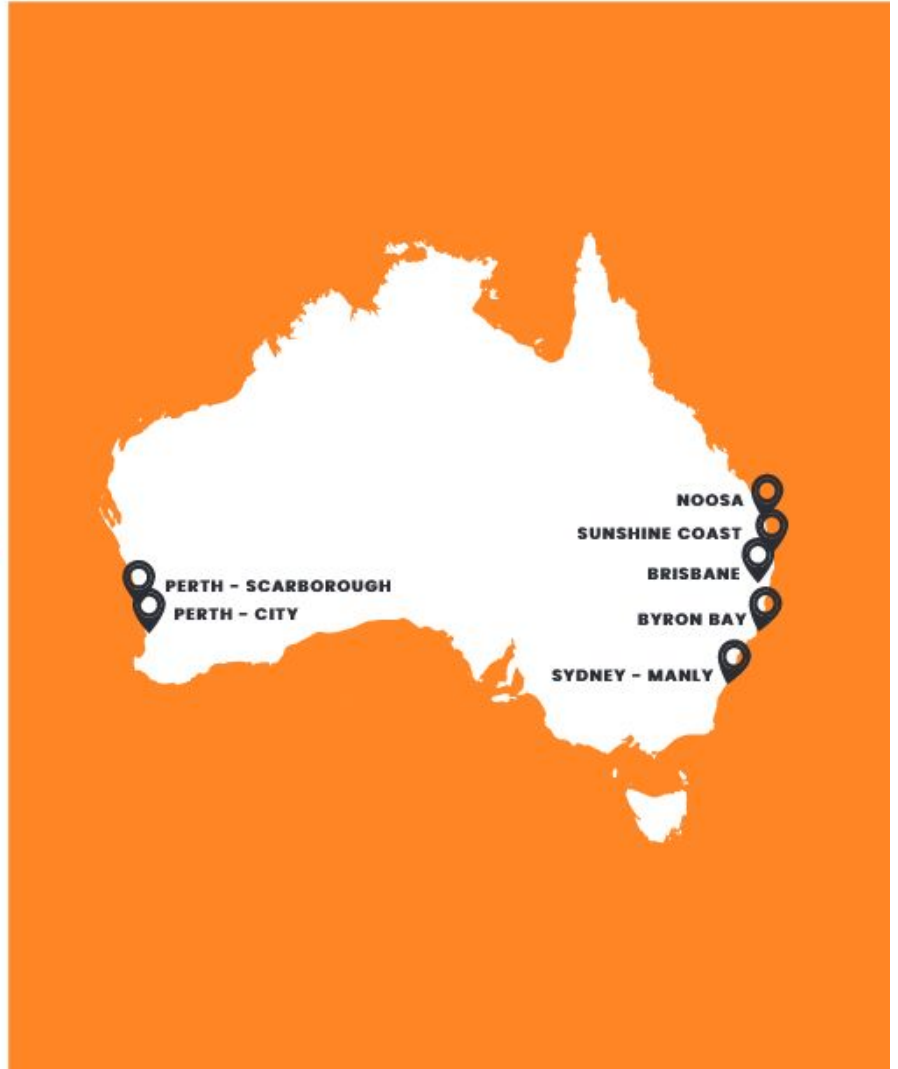 NOOSA
SUNSHINE COAST
BRISBANE
PERTH - SCARBOROUGH
PERTH - CITY
BYRON BAY
SYDNEY - MANLY